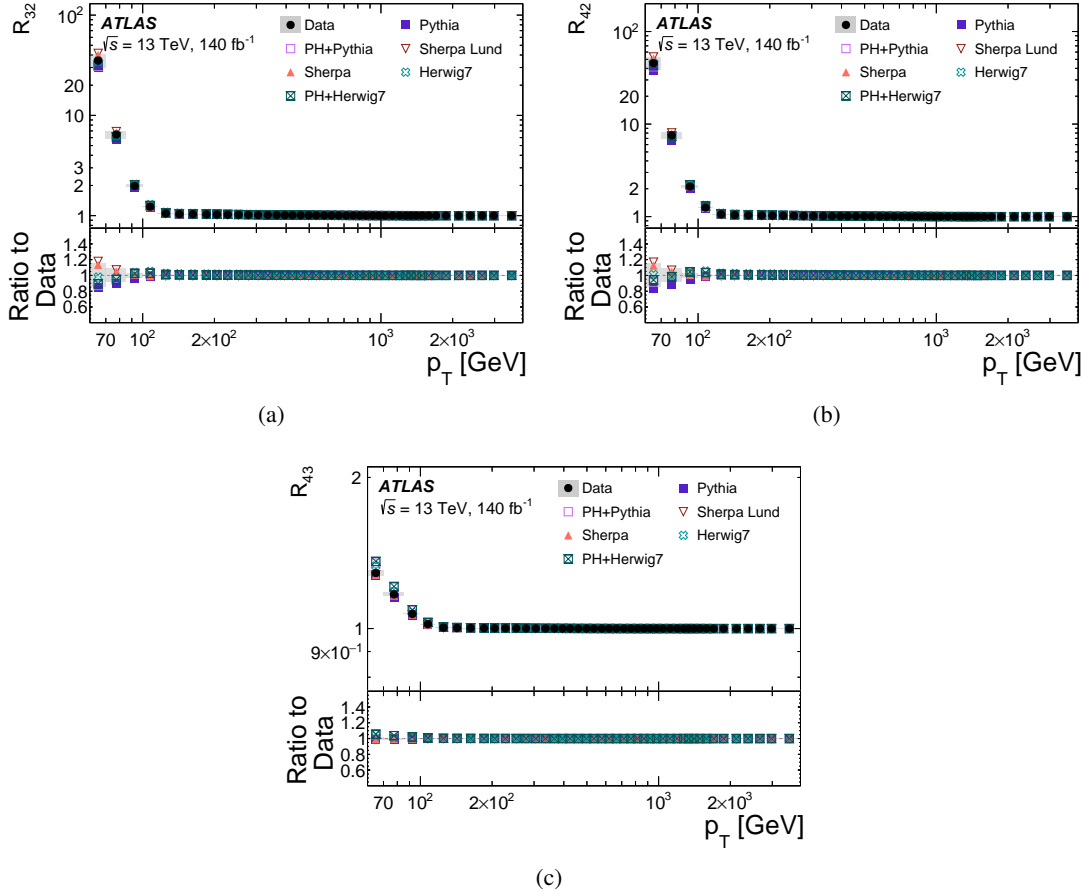 R₃₂
10²
20
10
3
2
1
ATLAS
√s = 13 TeV, 140 fb⁻¹
Data
PH+Pythia
Sherpa
PH+Herwig7
Pythia
Sherpa Lund
Herwig7
Ratio to
Data
1.4
1.2
1
0.8
0.6
70
10²
2×10²
10³
2×10³
p_T [GeV]
(a)
R₄₂
10²
50
20
10
5
2
1
ATLAS
√s = 13 TeV, 140 fb⁻¹
Data
PH+Pythia
Sherpa
PH+Herwig7
Pythia
Sherpa Lund
Herwig7
Ratio to
Data
1.4
1.2
1
0.8
0.6
70
10²
2×10²
10³
2×10³
p_T [GeV]
(b)
R₄₃
2
1
9×10⁻¹
ATLAS
√s = 13 TeV, 140 fb⁻¹
Data
PH+Pythia
Sherpa
PH+Herwig7
Pythia
Sherpa Lund
Herwig7
Ratio to
Data
1.4
1.2
1
0.8
0.6
70
10²
2×10²
10³
2×10³
p_T [GeV]
(c)